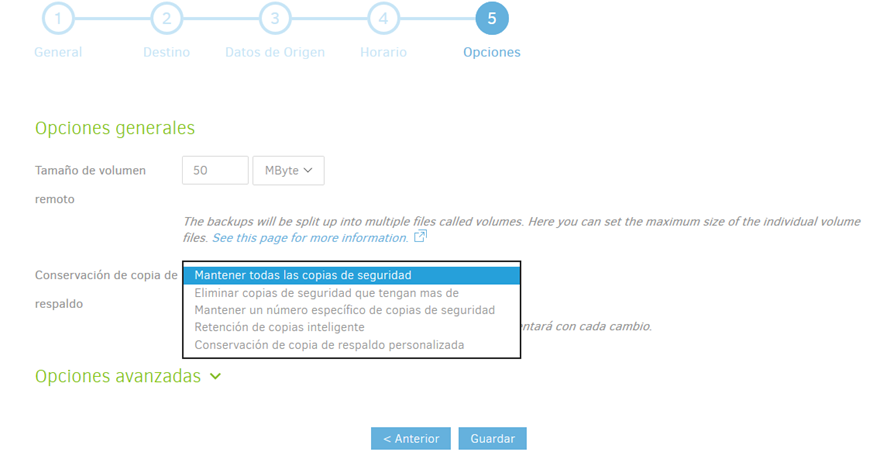 1 2 3 4 5
General Destino Datos de Origen Horario Opciones
Opciones generales
Tamaño de volumen
remoto
50 MByte
The backups will be split up into multiple files called volumes. Here you can set the maximum size of the individual volume
files. See this page for more information.
Conservación de copia de
respaldo
Mantener todas las copias de seguridad
Eliminar copias de seguridad que tengan mas de
Mantener un número específico de copias de seguridad
Retención de copias inteligente
Conservación de copia de respaldo personalizada
con cada cambio.
Opciones avanzadas
< Anterior Guardar